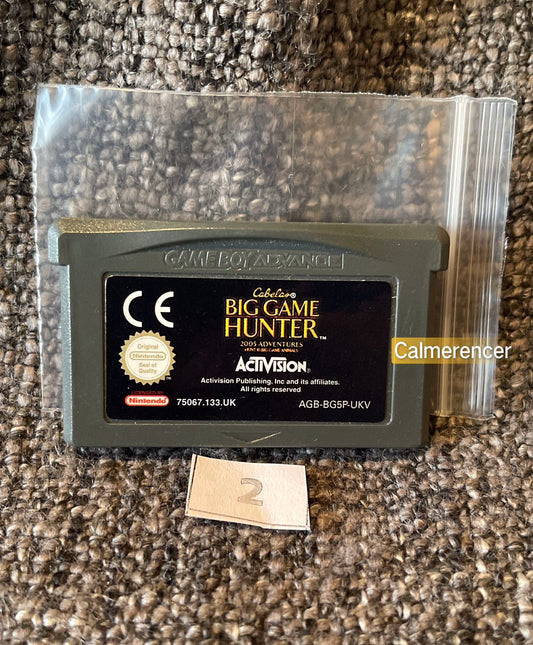 GAME BOY ADVANCE
CE
Cabela's®
BIG GAME
HUNTER™
2005 ADVENTURES
Original
Nintendo
Seal of
Quality
Calmerencer
ACTIVISION®
Activision Publishing, Inc and its affiliates.
All rights reserved
Nintendo
75067.133.UK
AGB-BG5P-UKV
2